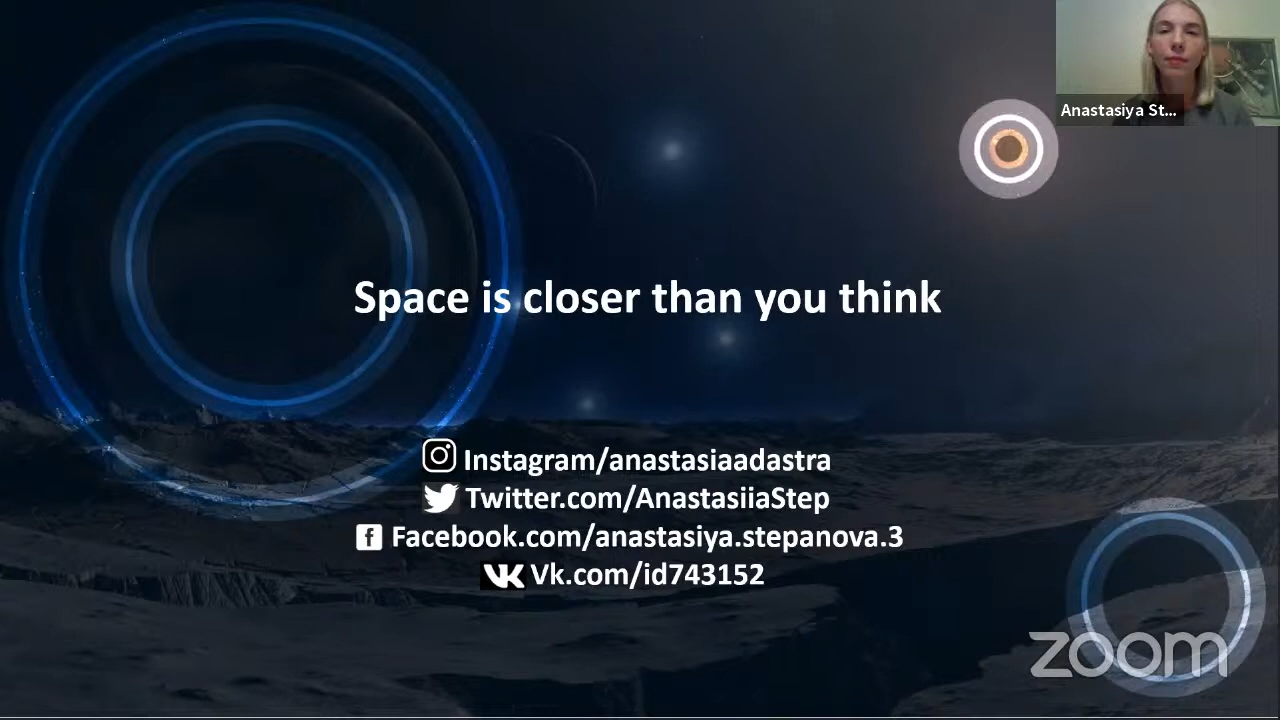 Anastasiya St...
Space is closer than you think
Instagram/anastasiaadastra
Twitter.com/AnastasiiaStep
Facebook.com/anastasiya.stepanova.3
Vk.com/id743152
zoom